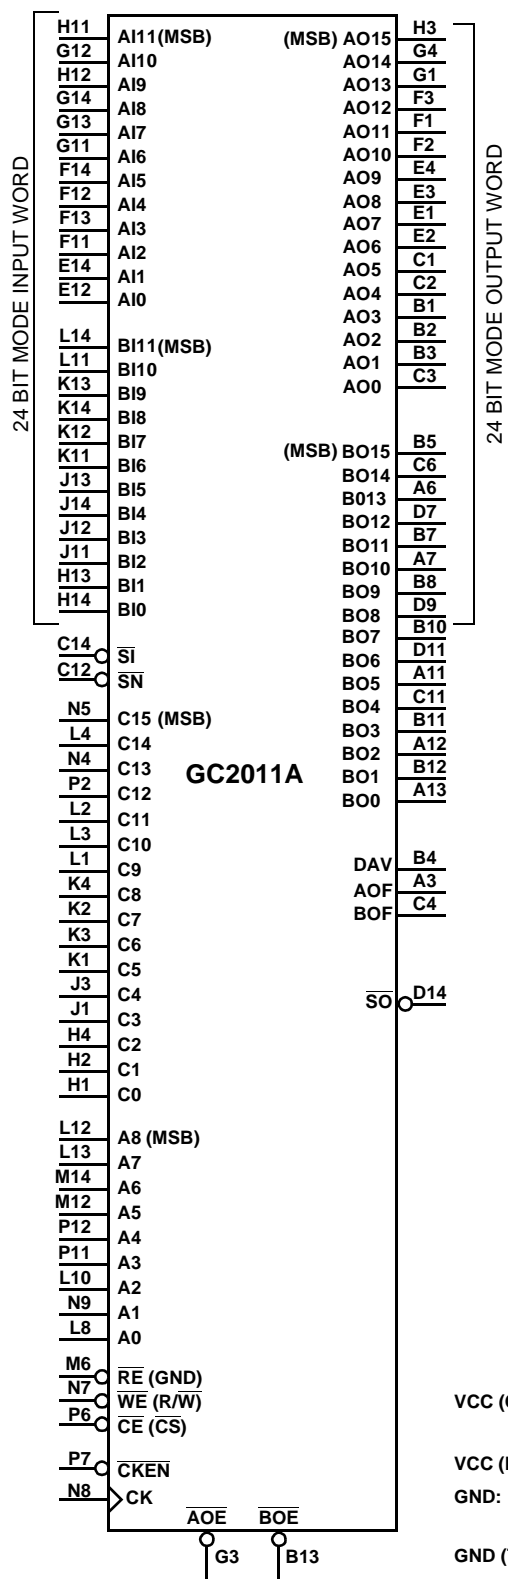 24 BIT MODE INPUT WORD
H11 AI11(MSB)
G12 AI10
H12 AI9
G14 AI8
G13 AI7
G11 AI6
F14 AI5
F12 AI4
F13 AI3
F11 AI2
E14 AI1
E12 AI0
L14 BI11(MSB)
L11 BI10
K13 BI9
K14 BI8
K12 BI7
K11 BI6
J13 BI5
J14 BI4
J12 BI3
J11 BI2
H13 BI1
H14 BI0
C14 SI
C12 SN
N5 C15 (MSB)
L4 C14
N4 C13
P2 C12
L2 C11
L3 C10
L1 C9
K4 C8
K2 C7
K3 C6
K1 C5
J3 C4
J1 C3
H4 C2
H2 C1
H1 C0
L12 A8 (MSB)
L13 A7
M14 A6
M12 A5
P12 A4
P11 A3
L10 A2
N9 A1
L8 A0
M6 RE (GND)
N7 WE (R/W)
P6 CE (CS)
P7 CKEN
N8 CK
GC2011A
(MSB) AO15 H3
AO14 G4
AO13 G1
AO12 F3
AO11 F1
AO10 F2
AO9 E4
AO8 E3
AO7 E1
AO6 E2
AO5 C1
AO4 C2
AO3 B1
AO2 B2
AO1 B3
AO0 C3
(MSB) BO15 B5
BO14 C6
B013 A6
BO12 D7
BO11 B7
BO10 A7
BO9 B8
BO8 D9
BO7 B10
BO6 D11
BO5 A11
BO4 C11
BO3 B11
BO2 A12
BO1 B12
BO0 A13
24 BIT MODE OUTPUT WORD
DAV B4
AOF A3
BOF C4
SO D14
AOE BOE
G3 B13
VCC
VCC
GND:
GND